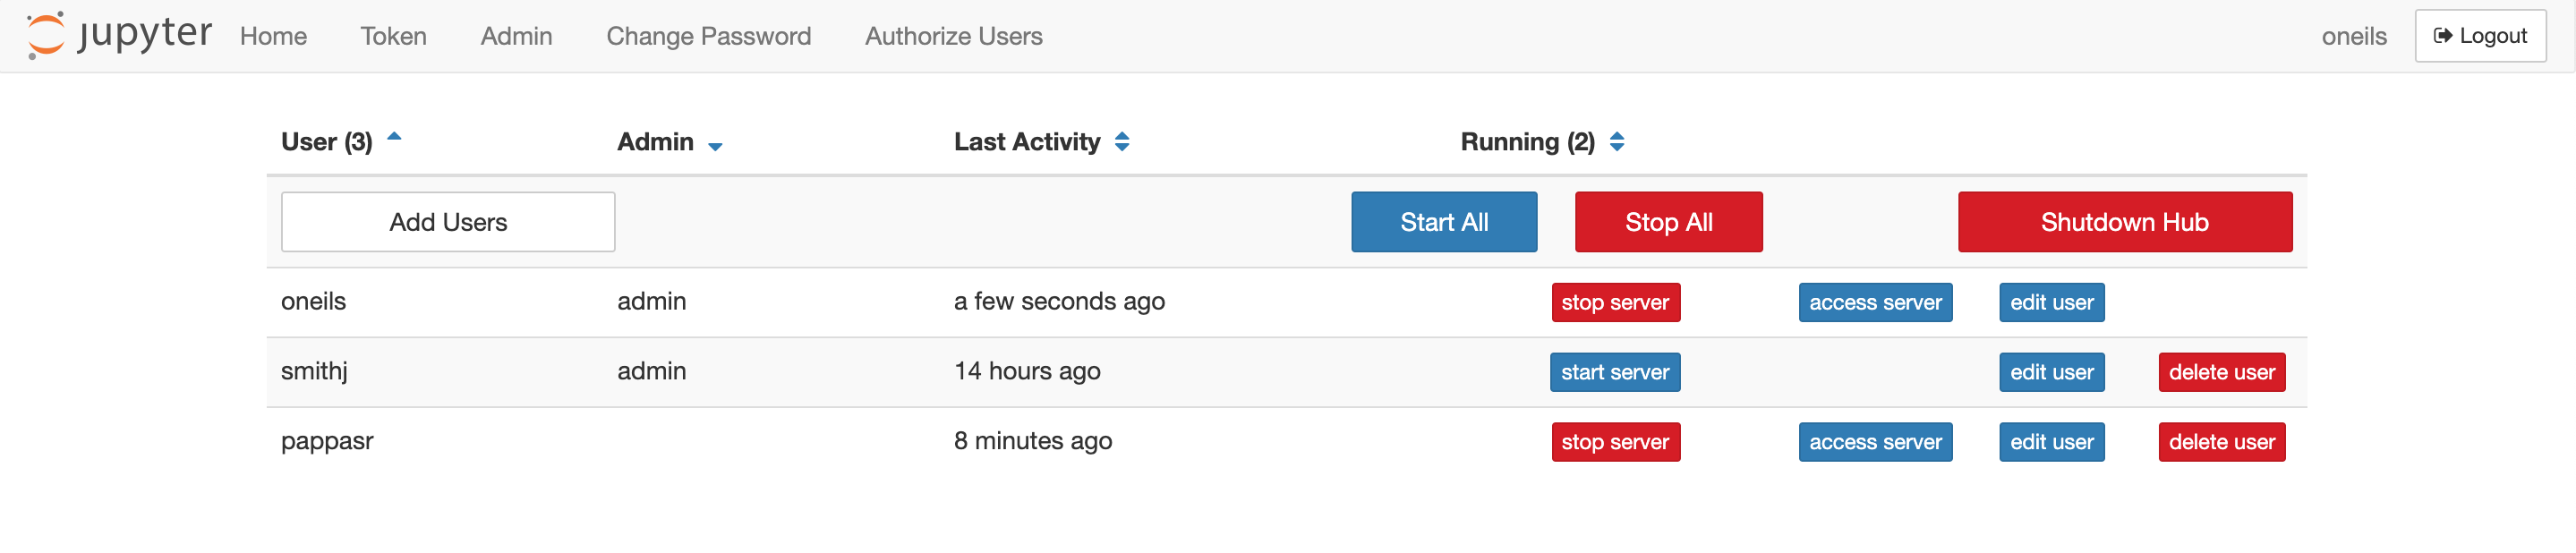 jupyter Home Token Admin Change Password Authorize Users oneils Logout
User (3) Admin Last Activity Running (2)
Add Users Start All Stop All Shutdown Hub
oneils admin a few seconds ago stop server access server edit user
smithj admin 14 hours ago start server edit user delete user
pappasr 8 minutes ago stop server access server edit user delete user